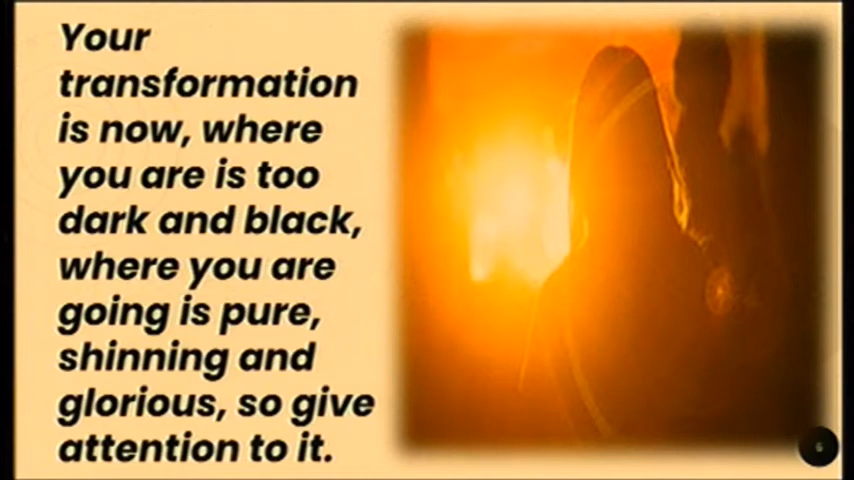 Your
transformation
is now, where
you are is too
dark and black,
where you are
going is pure,
shinning and
glorious, so give
attention to it.
6